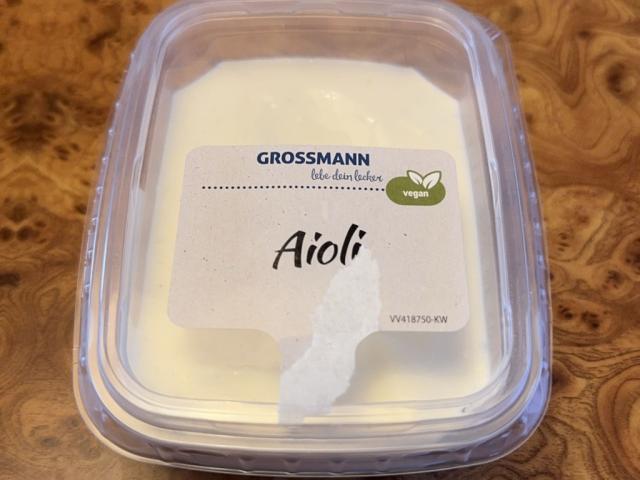 GROSSMANN
lebe dein lecker
vegan
Aioli
VV418750-KW